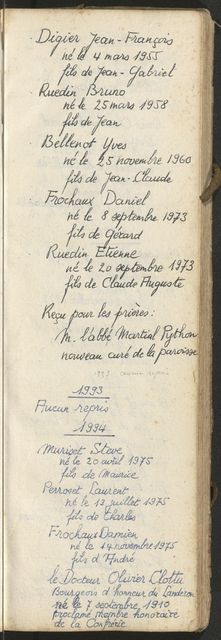 Digier Jean-François
né le 4 mars 1955
fils de Jean-Gabriel
Ruedin Bruno
né le 25 mars 1958
fils de Jean
Bellenot Yves
né le 25 novembre 1960
fils de Jean-Claude
Frochaux Daniel
né le 8 septembre 1973
fils de Gérard
Ruedin Etienne
né le 20 septembre 1973
fils de Claude Auguste
Reçu pour les prières :
M. l'abbé Martial Python
nouveau curé de la paroisse
1993
Aucun repris
1994
Muriset Steve
né le 20 avril 1975
fils de Maurice
Perroset Laurent
né le 13 juillet 1975
fils de Charles
Frochaux Damien
né le 14 novembre 1975
fils d'André
Le Docteur Olivier Clottu
Bourgeois d'honneur du Landeron
né le 7 septembre 1910
proclamé membre honoraire
de la Confrérie